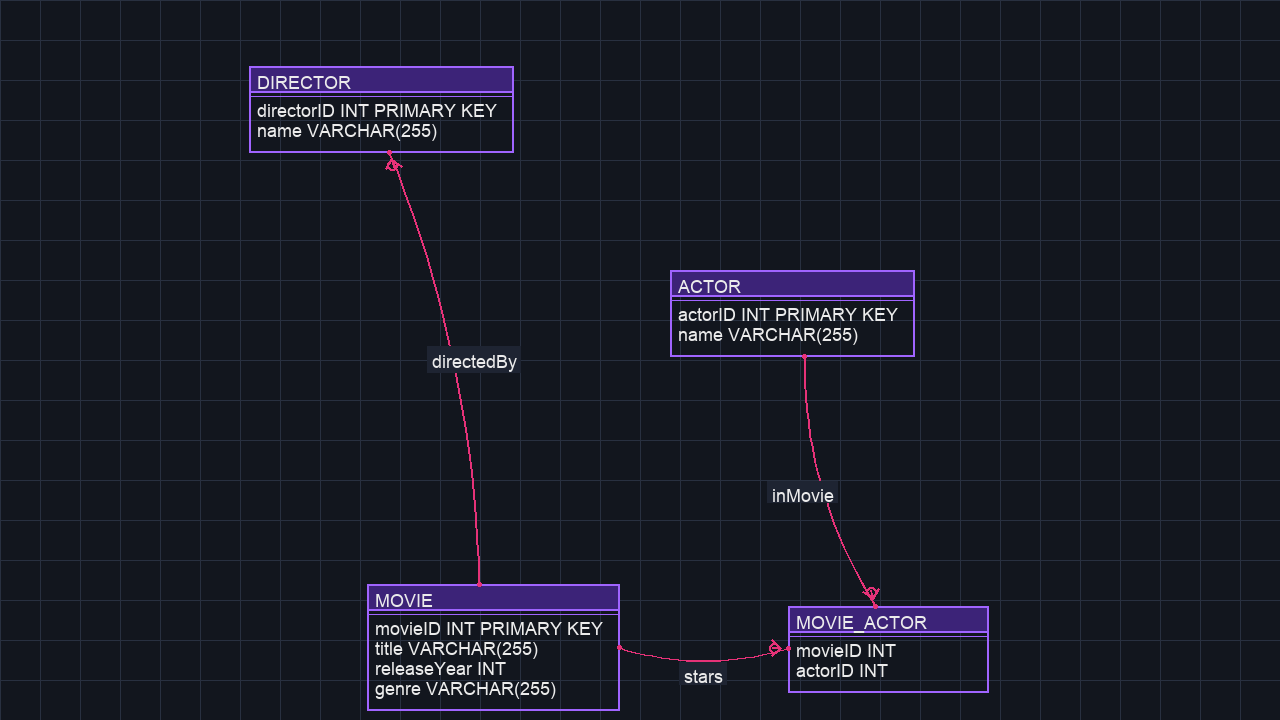 DIRECTOR
directorID INT PRIMARY KEY
name VARCHAR(255)
ACTOR
actorID INT PRIMARY KEY
name VARCHAR(255)
directedBy
inMovie
MOVIE
movieID INT PRIMARY KEY
title VARCHAR(255)
releaseYear INT
genre VARCHAR(255)
stars
MOVIE_ACTOR
movieID INT
actorID INT